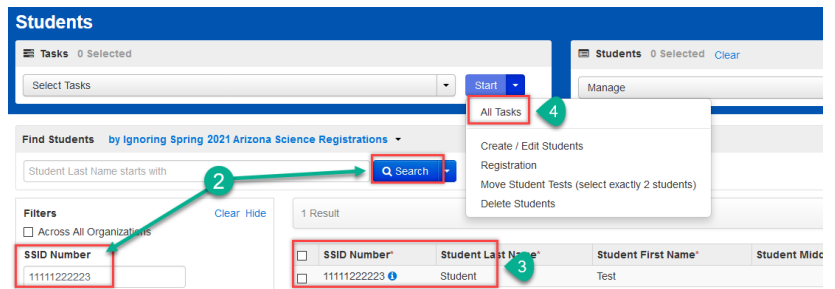 Students
Tasks 0 Selected
Students 0 Selected Clear
Select Tasks
Start
Manage
All Tasks
4
Create / Edit Students
Registration
Move Student Tests (select exactly 2 students)
Delete Students
Find Students by Ignoring Spring 2021 Arizona Science Registrations
Student Last Name starts with
2
Search
Filters Clear Hide
Across All Organizations
SSID Number
11111222223
1 Result
SSID Number* Student Last Name* Student First Name* Student Midd
11111222223 Student Test
3